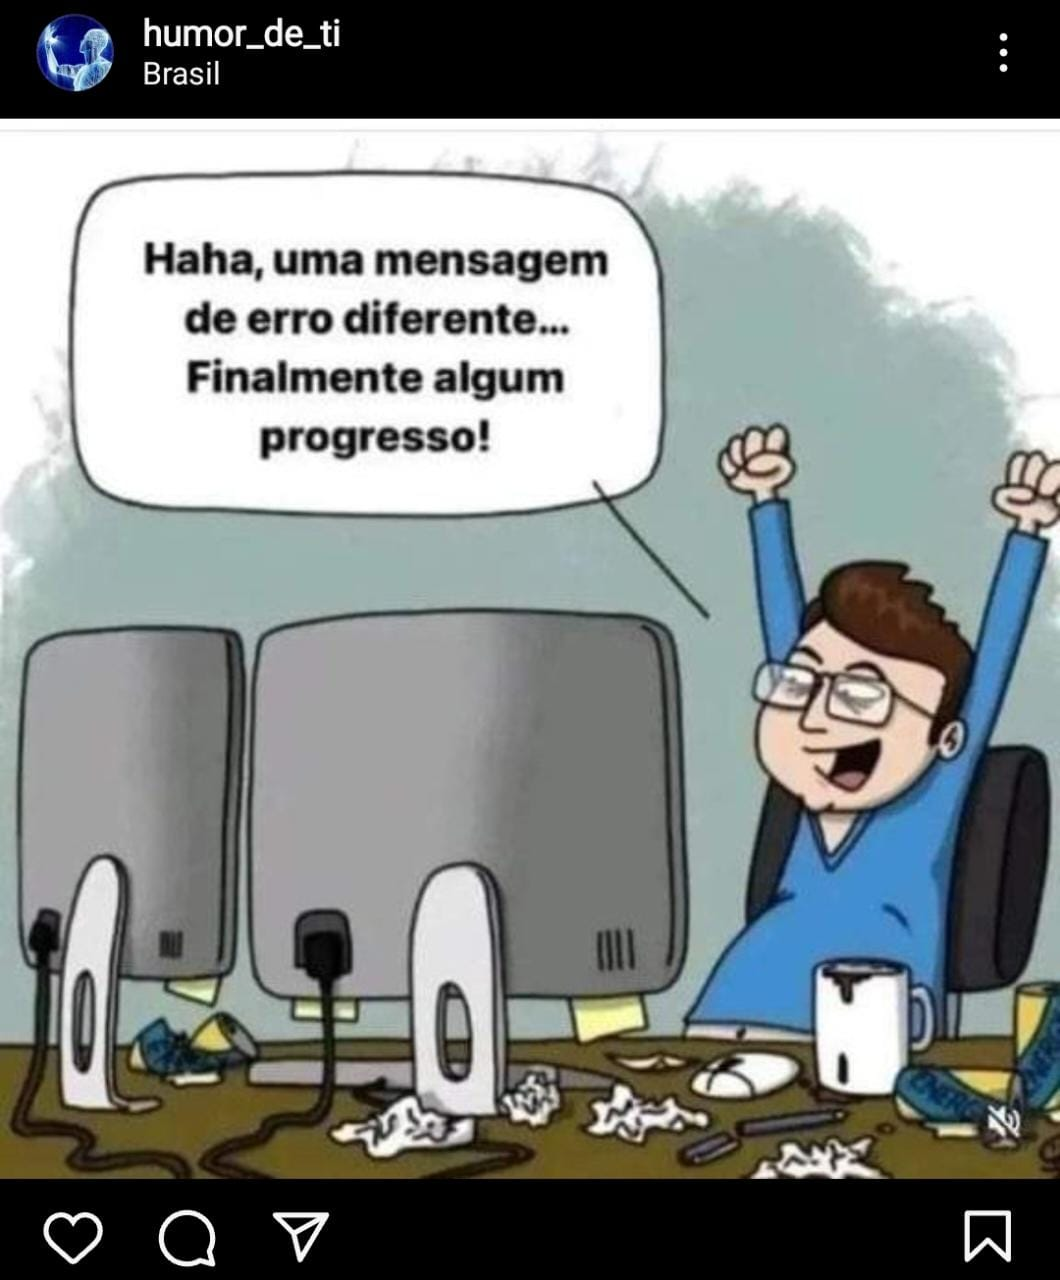 humor_de_ti
Brasil
Haha, uma mensagem
de erro diferente...
Finalmente algum
progresso!